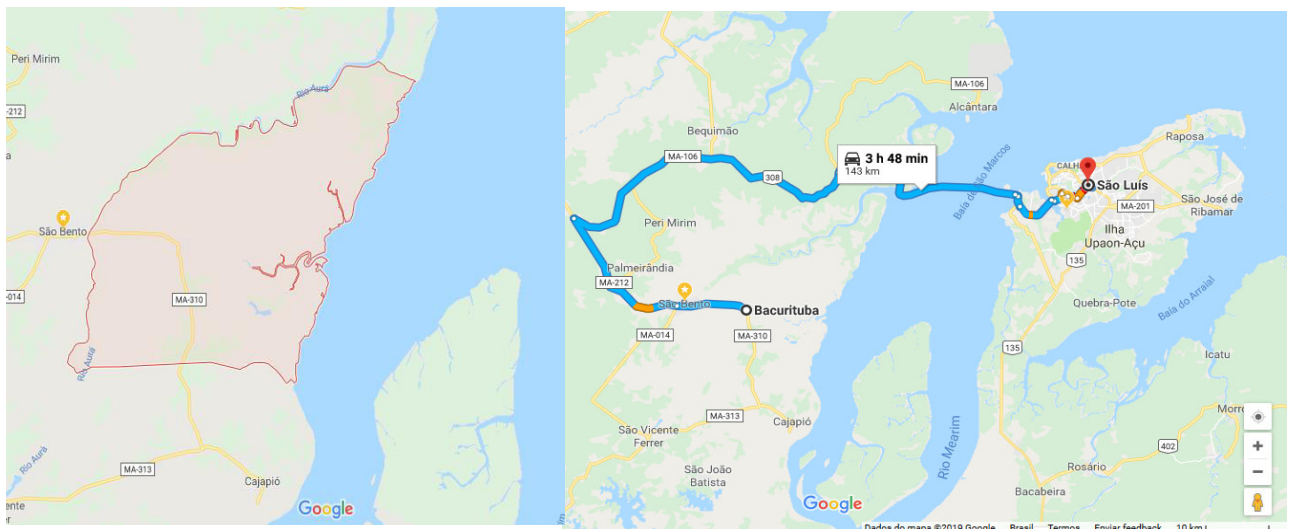 Peri Mirim
-212
a
Rio Aurá
São Bento
MA-310
-014
Rio Aurá
Rio Aurá
MA-313
Cajapió
ente
er
Google
MA-106
Alcântara
Bequimão
Raposa
3 h 48 min
143 km
MA-106
CALH
308
Baía de São Marcos
São Luís
MA-201
São José de
Ribamar
Peri Mirim
Ilha
Upaon-Açu
Palmeirândia
135
MA-212
São Bento
Bacurituba
Quebra-Pote
Baía do Arraial
MA-014
MA-310
135
Icatu
MA-313
Cajapió
Morro
São Vicente
Ferrer
Rio Mearim
402
São João
Batista
Rosário
Bacabeira
Google
Dados do mapa ©2019 Google Brasil Termos Enviar feedback 10 km